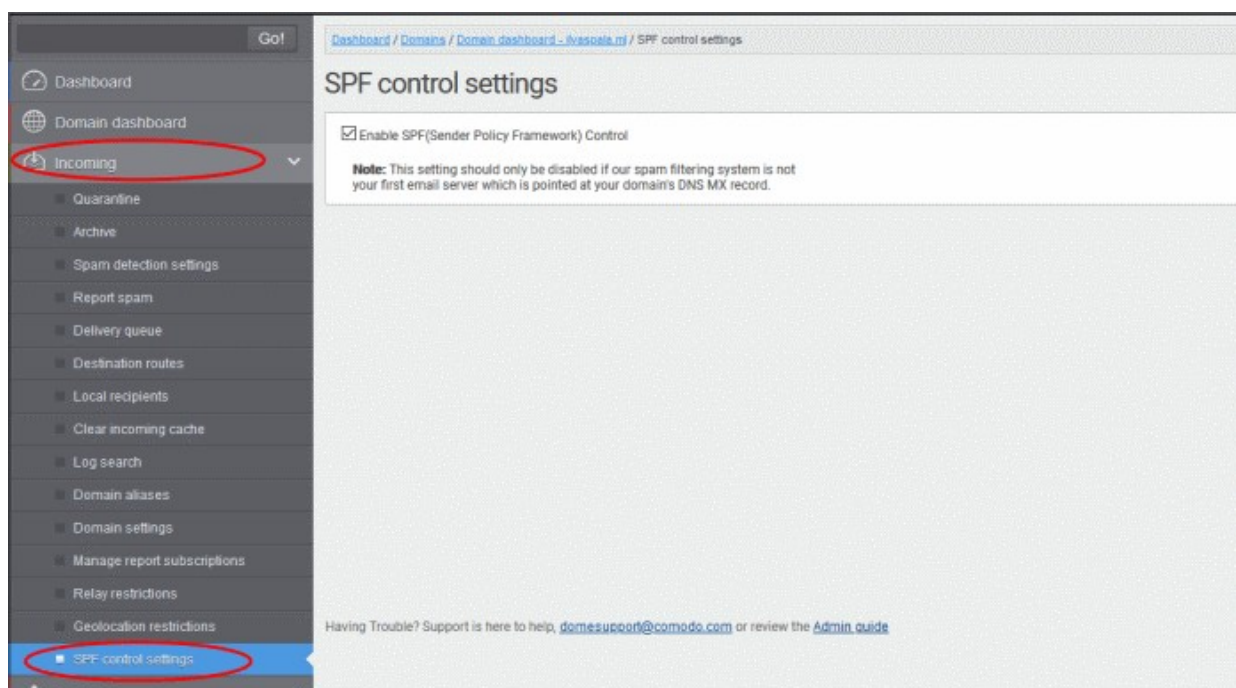 Go!
Dashboard
Domain dashboard
Incoming
Quarantine
Archive
Spam detection settings
Report spam
Delivery queue
Destination routes
Local recipients
Clear incoming cache
Log search
Domain aliases
Domain settings
Manage report subscriptions
Relay restrictions
Geolocation restrictions
SPF control settings
Dashboard / Domains / Domain dashboard - / SPF control settings
SPF control settings
Enable SPF(Sender Policy Framework) Control
Note: This setting should only be disabled if our spam filtering system is not
your first email server which is pointed at your domain's DNS MX record.
Having Trouble? Support is here to help, domesupport@comodo.com or review the Admin guide